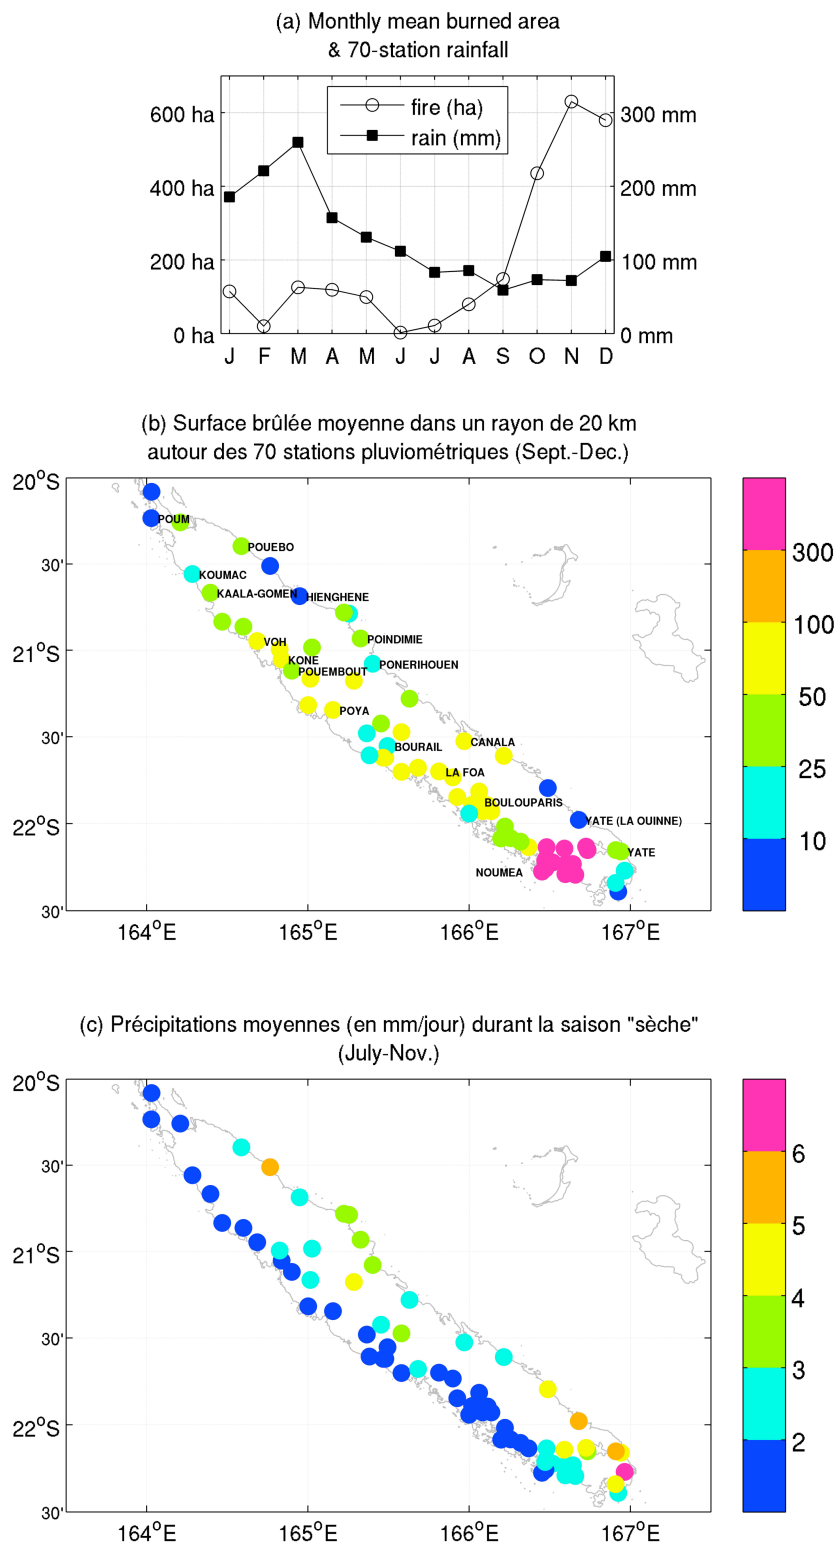 (a) Monthly mean burned area
& 70-station rainfall
600 ha
400 ha
200 ha
0 ha
300 mm
200 mm
100 mm
0 mm
fire (ha)
rain (mm)
J F M A M J J A S O N D
(b) Surface brûlée moyenne dans un rayon de 20 km
autour des 70 stations pluviométriques (Sept.-Dec.)
20°S
30'
21°S
30'
22°S
30'
164°E 165°E 166°E 167°E
POUM
POUEBO
KOUMAC
KAALA-GOMEN
HIENGHENE
VOH
POINDIMIE
KONE
PONERIHOUEN
POUEMBOUT
POYA
CANALA
BOURAIL
LA FOA
BOULOUPARIS
YATE (LA OUINNE)
YATE
NOUMEA
300
100
50
25
10
(c) Précipitations moyennes (en mm/jour) durant la saison "sèche"
(July-Nov.)
20°S
30'
21°S
30'
22°S
30'
164°E 165°E 166°E 167°E
6
5
4
3
2